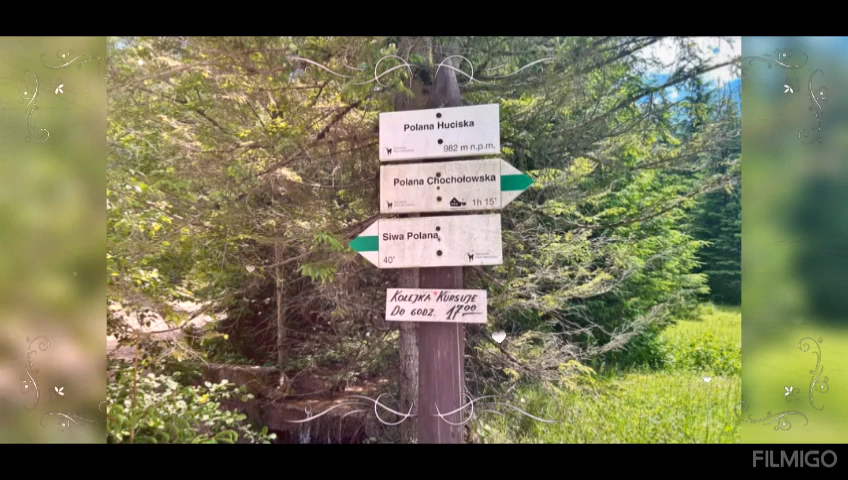 Polana Huciska
982 m n.p.m.
Polana Chochołowska
1h 15'
Siwa Polana
40'
KOLEJKA KURSUJE
DO GODZ. 17⁰⁰
FILMIGO